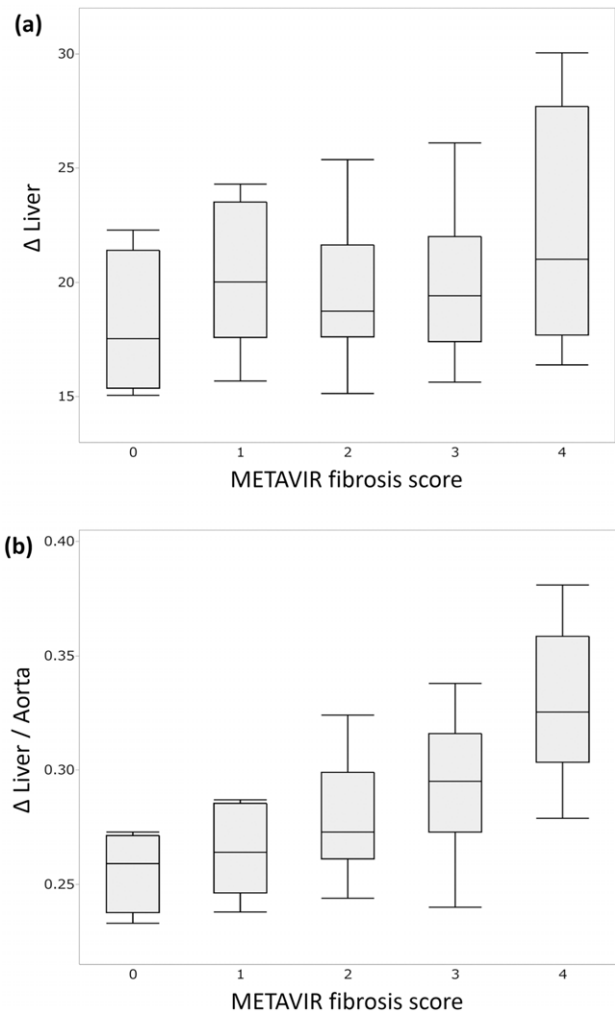 (a)
30
25
20
15
Δ Liver
0 1 2 3 4
METAVIR fibrosis score
(b)
0.40
0.35
0.30
0.25
Δ Liver / Aorta
0 1 2 3 4
METAVIR fibrosis score